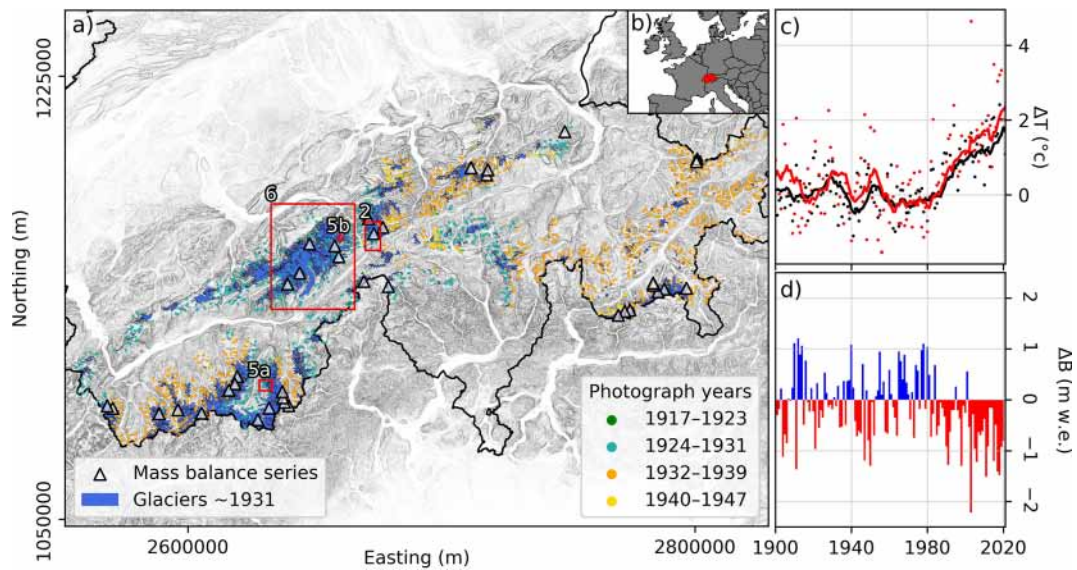 a)
b)
c)
1225000
1050000
Northing (m)
6
5b
2
5a
Photograph years
1917–1923
1924–1931
1932–1939
1940–1947
Mass balance series
Glaciers ~1931
2600000
2800000
Easting (m)
4
2
0
ΔT (°c)
d)
2
1
0
−1
−2
ΔB (m w.e.)
1900
1940
1980
2020